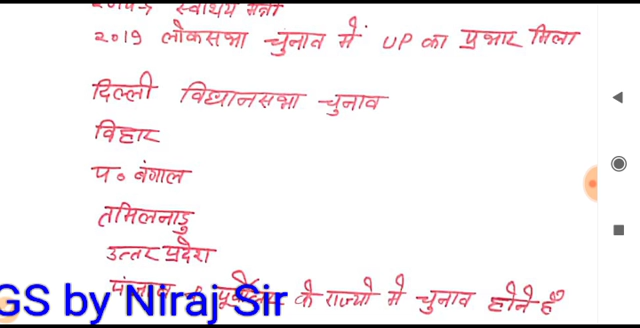 स्वास्थ्य मंत्री
2019 लोकसभा चुनाव में UP का प्रभार मिला
दिल्ली विधानसभा चुनाव
विहार
प० बंगाल
तमिलनाडु
उत्तर प्रदेश
के राज्यो मे चुनाव होने हैं
GS by Niraj Sir